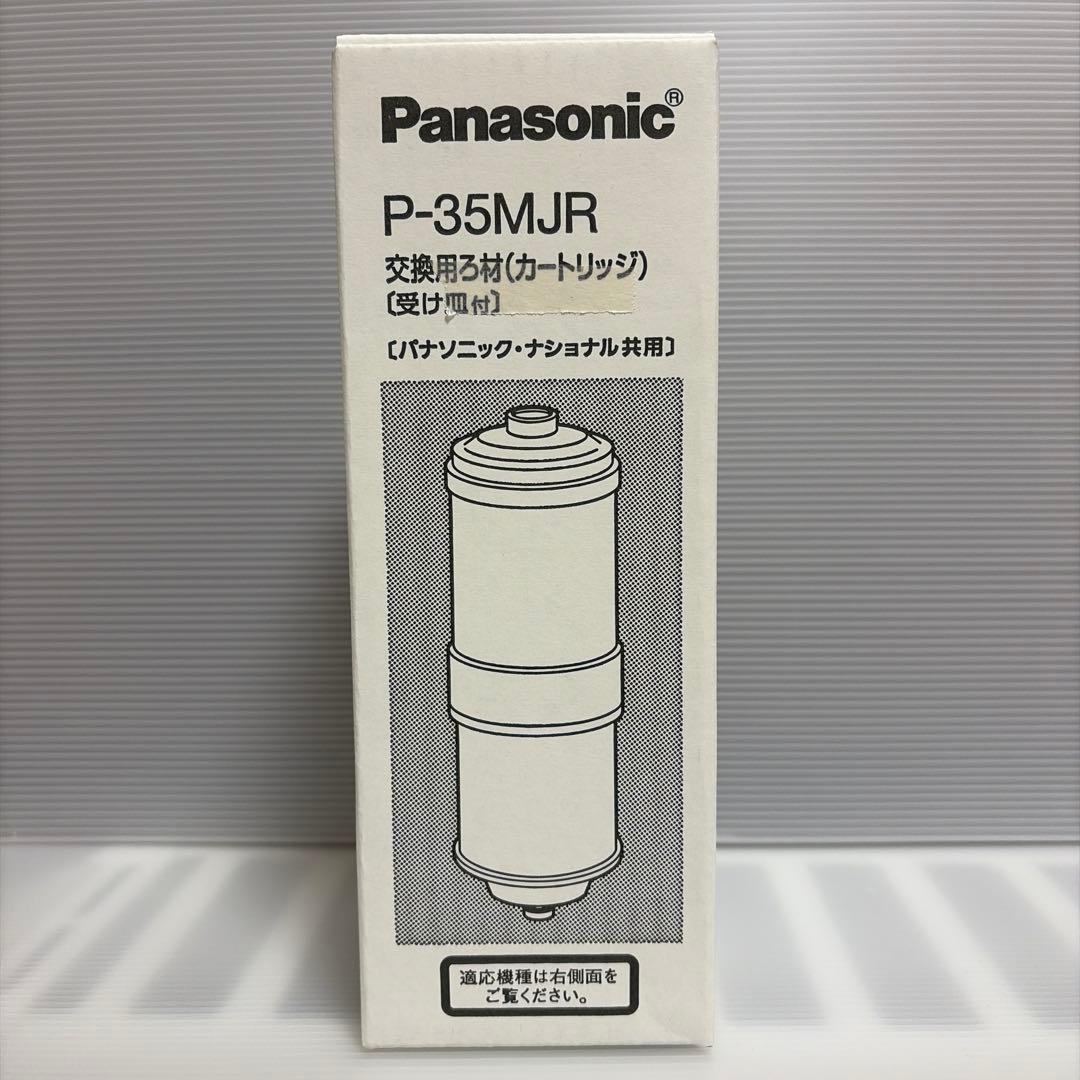 Panasonic®
P-35MJR
交換用ろ材(カートリッジ)
〔受け皿付〕
〔パナソニック・ナショナル共用〕
適応機種は右側面を
ご覧ください。